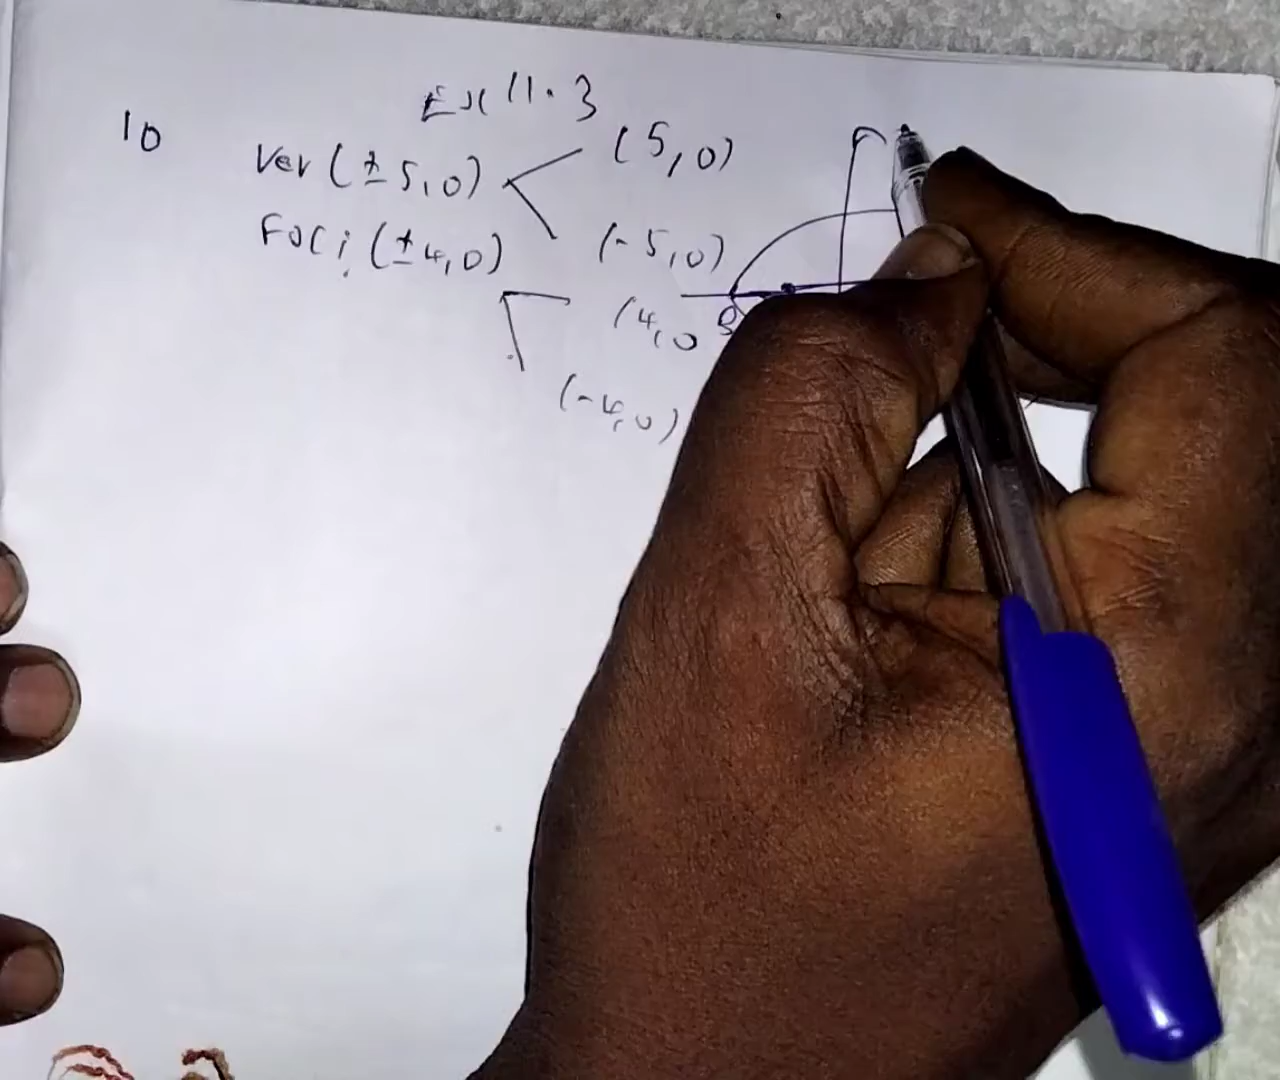 Ex 11.3
10
Ver (±5,0) (5,0)
(-5,0)
Foci (±4,0)
(4,0
(-4,0)